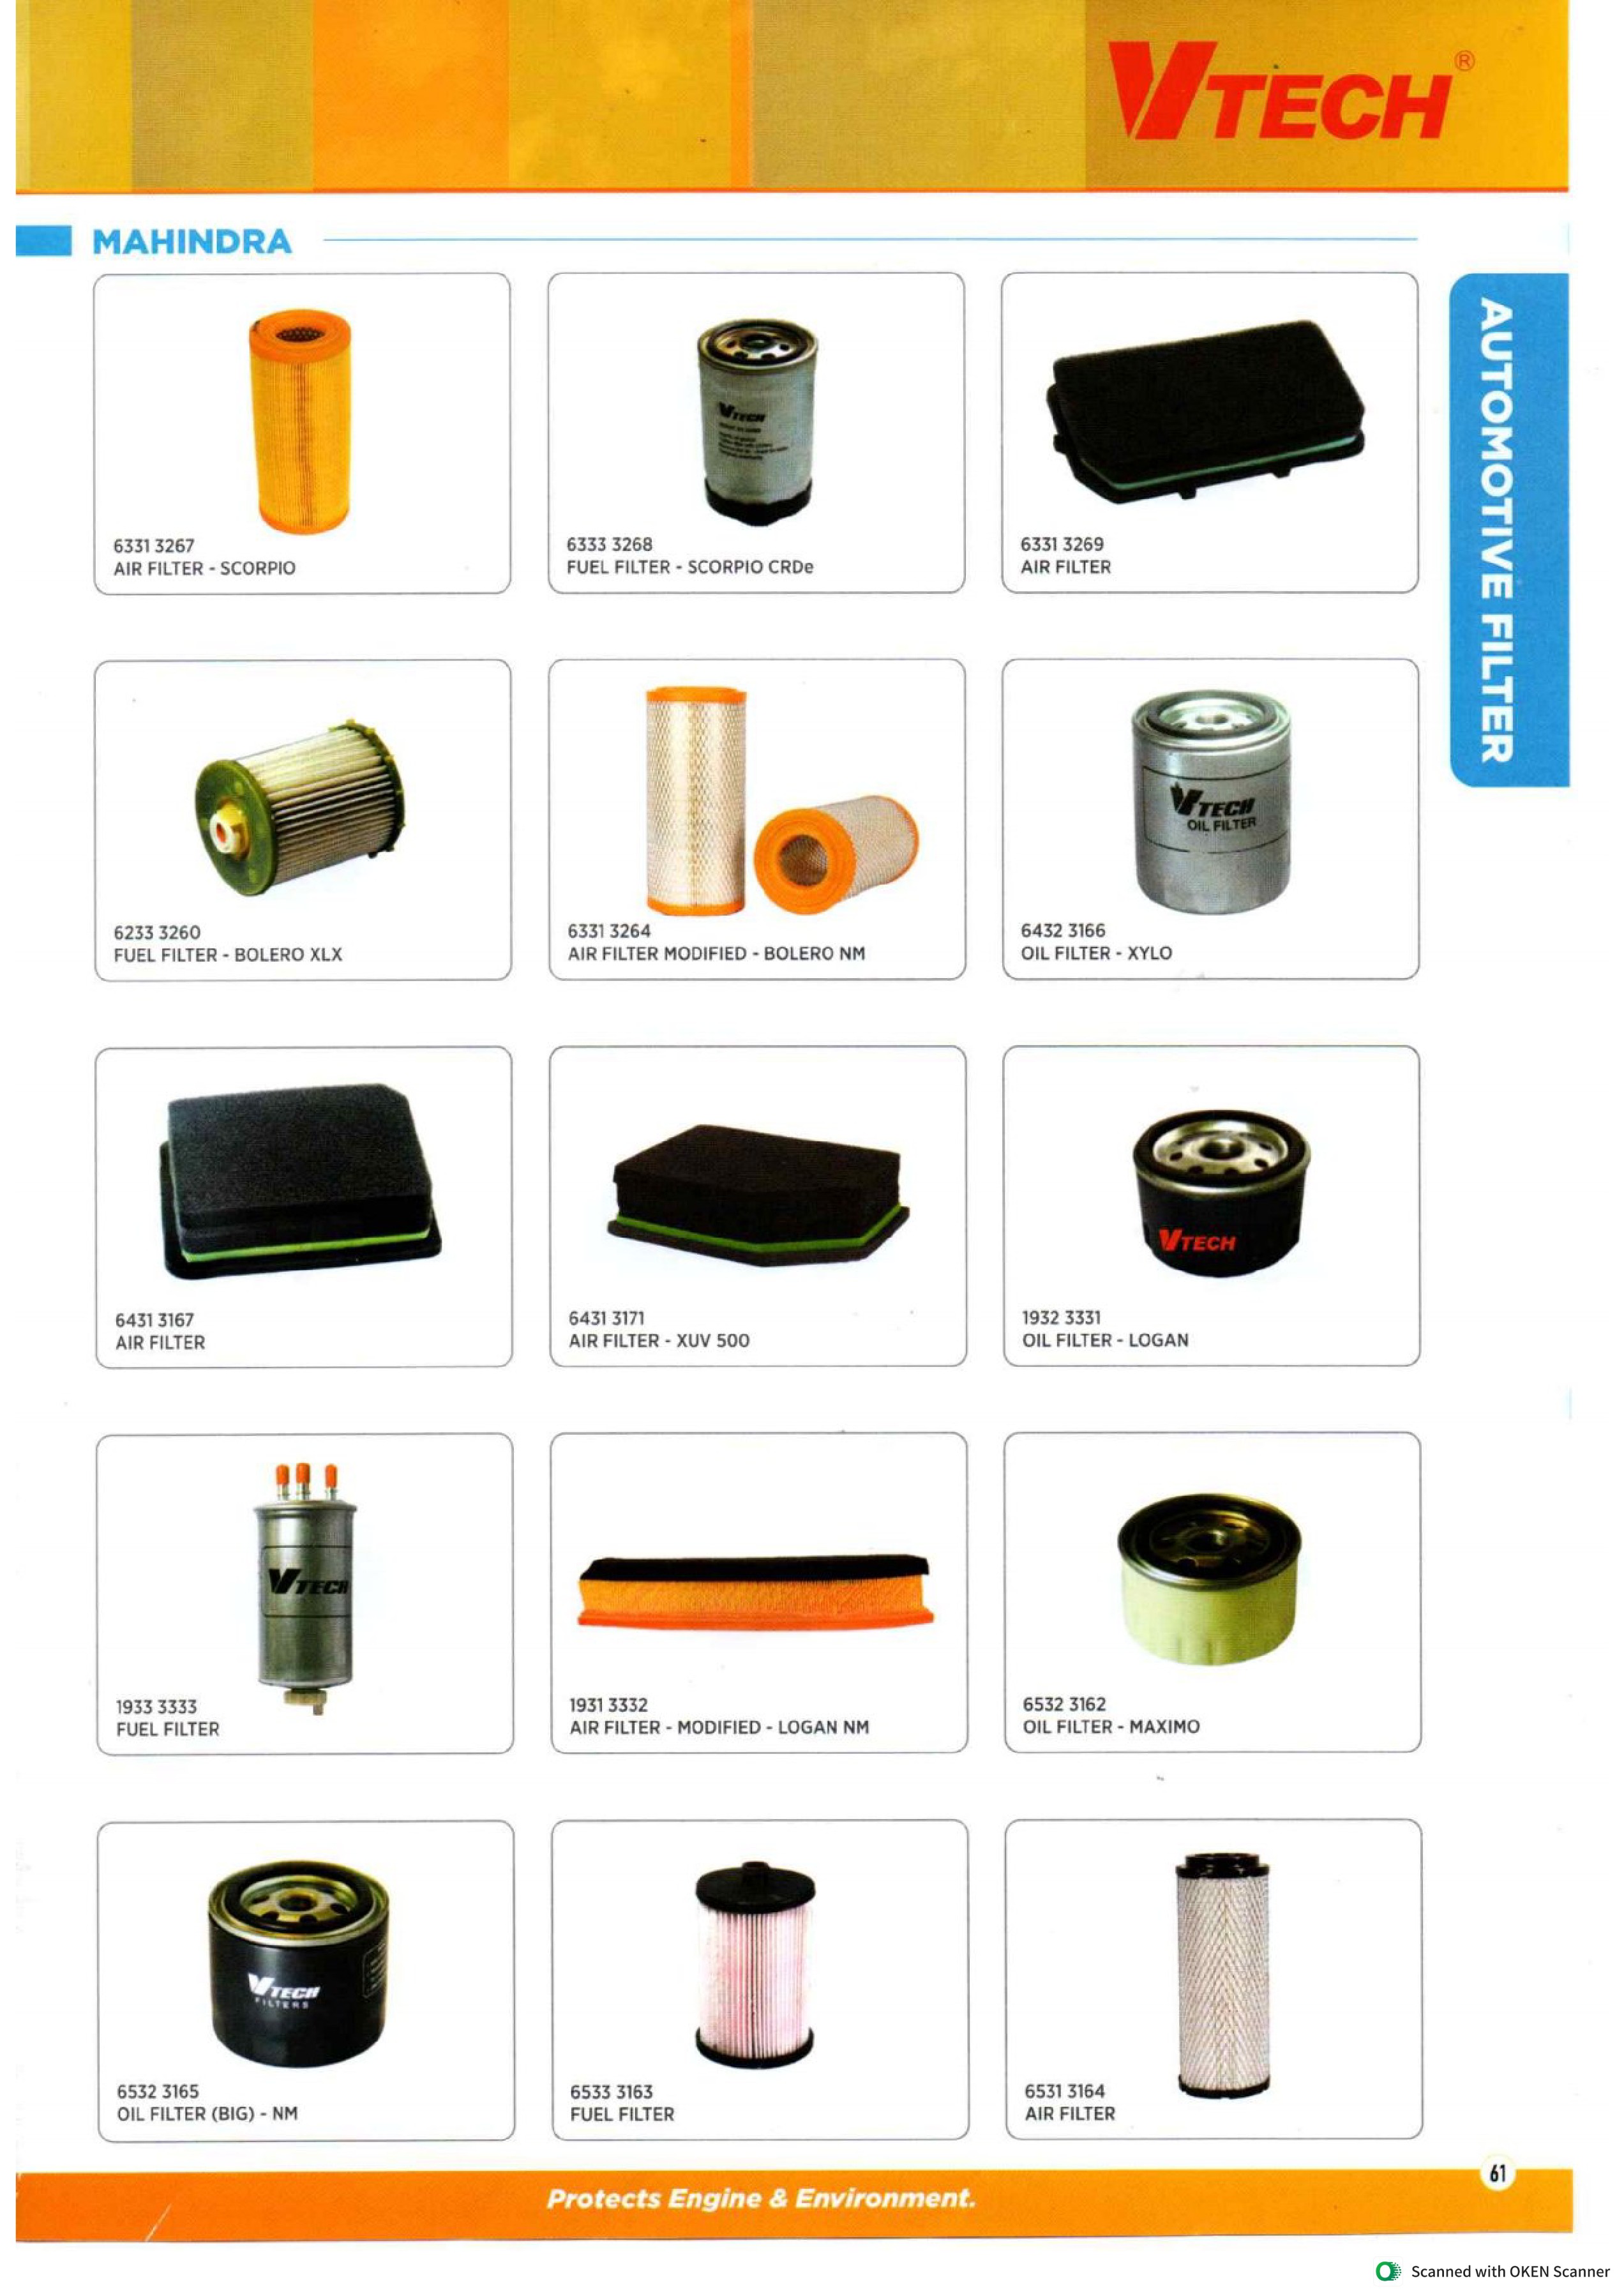 VTECH®
MAHINDRA
AUTOMOTIVE FILTER
6331 3267
AIR FILTER - SCORPIO
VTECH
6333 3268
FUEL FILTER - SCORPIO CRDe
6331 3269
AIR FILTER
6233 3260
FUEL FILTER - BOLERO XLX
6331 3264
AIR FILTER MODIFIED - BOLERO NM
VTECH
OIL FILTER
6432 3166
OIL FILTER - XYLO
6431 3167
AIR FILTER
6431 3171
AIR FILTER - XUV 500
VTECH
1932 3331
OIL FILTER - LOGAN
VTECH
1933 3333
FUEL FILTER
1931 3332
AIR FILTER - MODIFIED - LOGAN NM
6532 3162
OIL FILTER - MAXIMO
VTECH
FILTERS
6532 3165
OIL FILTER (BIG) - NM
6533 3163
FUEL FILTER
6531 3164
AIR FILTER
61
Protects Engine & Environment.
Scanned with OKEN Scanner